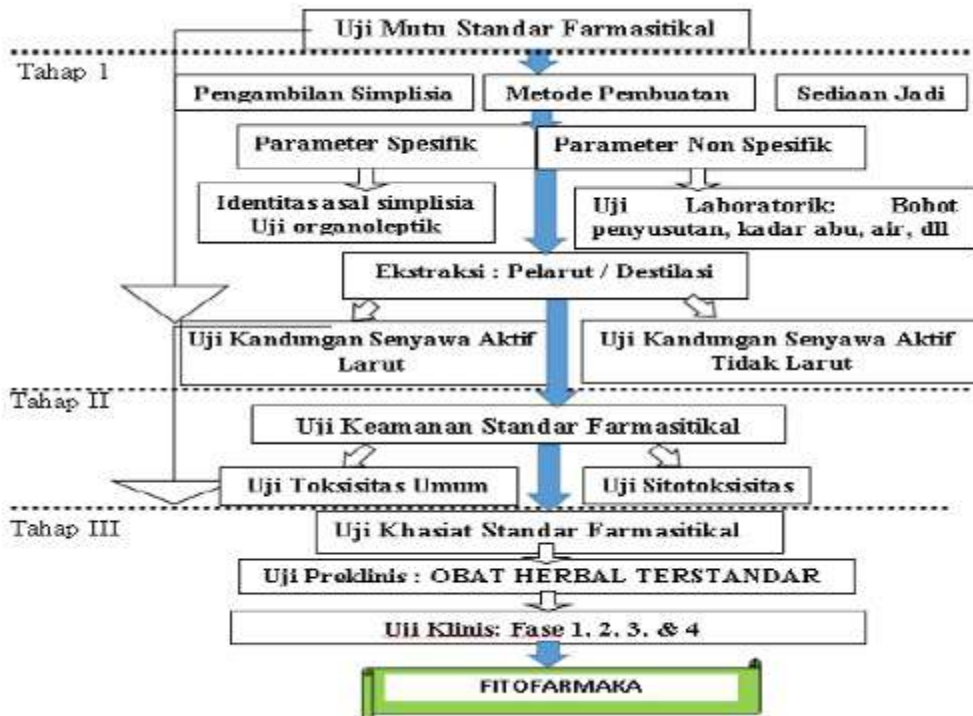 Uji Mutu Standar Farmasitikal
Tahap 1
Pengambilan Simplisia
Metode Pembuatan
Sediaan Jadi
Parameter Spesifik
Parameter Non Spesifik
Identitas asal simplisia
Uji organoleptik
Uji Laboratorik: Bobot
penyusutan, kadar abu, air, dll
Ekstraksi : Pelarut / Destilasi
Uji Kandungan Senyawa Aktif
Larut
Uji Kandungan Senyawa Aktif
Tidak Larut
Tahap II
Uji Keamanan Standar Farmasitikal
Uji Toksisitas Umum
Uji Sitotoksisitas
Tahap III
Uji Khasiat Standar Farmasitikal
Uji Preklinis : OBAT HERBAL TERSTANDAR
Uji Klinis: Fase 1, 2, 3, & 4
FITOFARMAKA